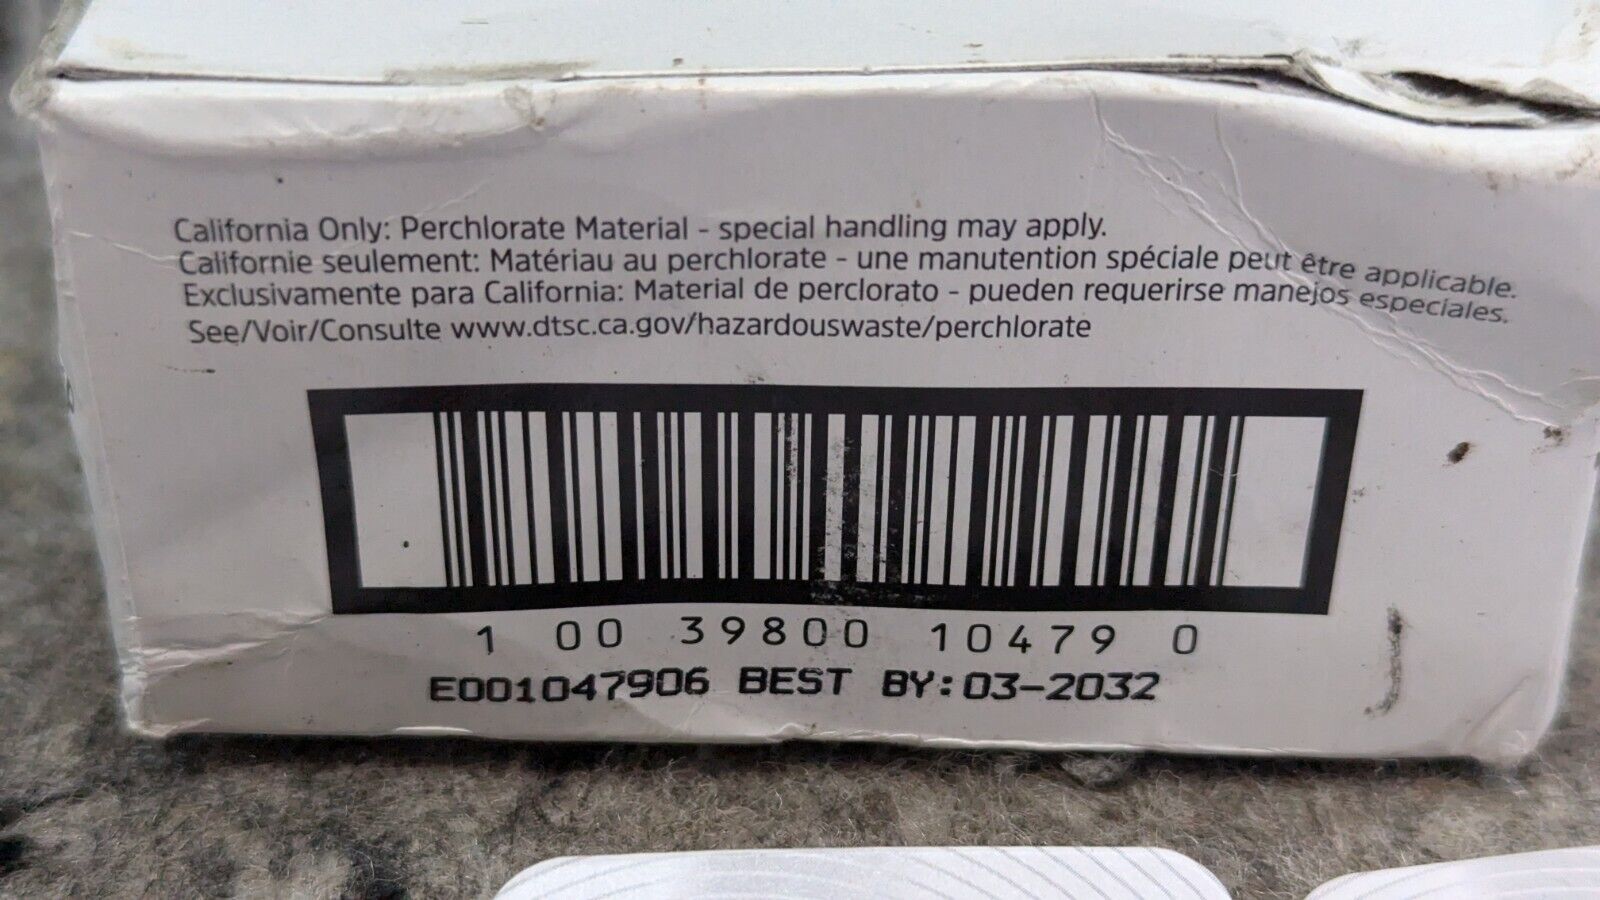 California Only: Perchlorate Material - special handling may apply.
Californie seulement: Matériau au perchlorate - une manutention spéciale peut être applicable.
Exclusivamente para California: Material de perclorato - pueden requerirse manejos especiales.
See/Voir/Consulte www.dtsc.ca.gov/hazardouswaste/perchlorate
1 00 39800 10479 0
E001047906 BEST BY:03-2032